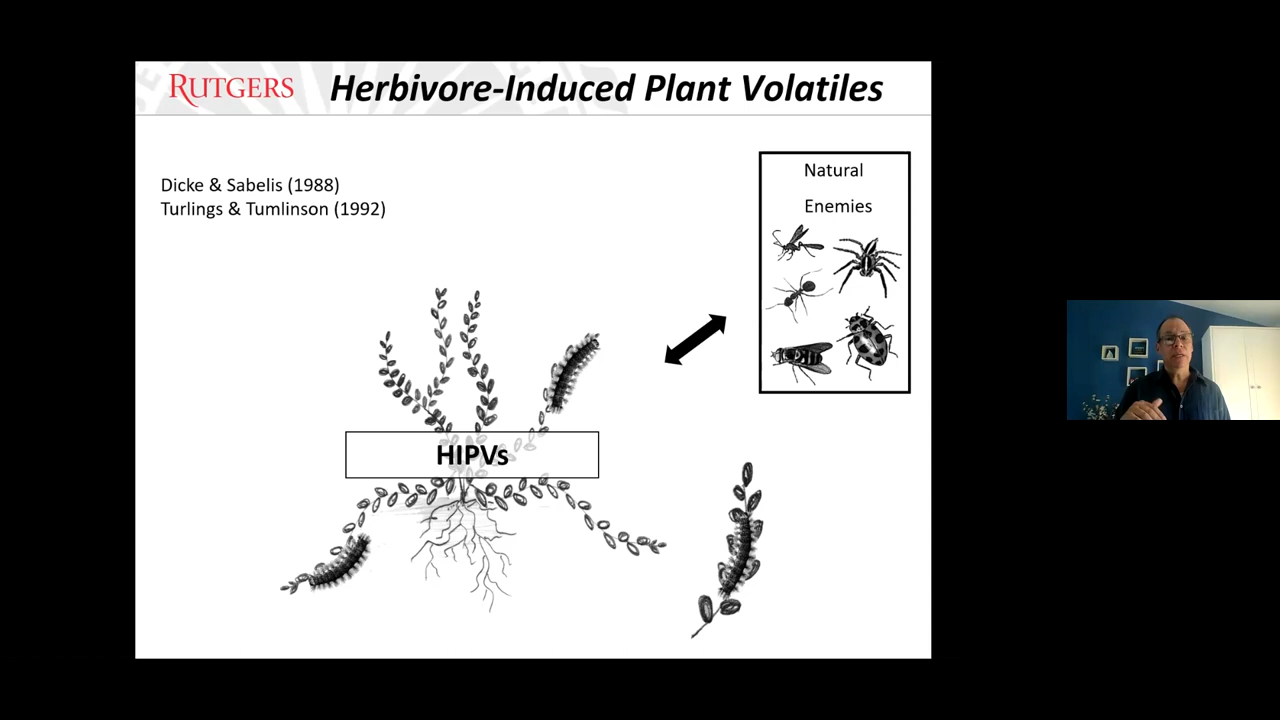 RUTGERS
Herbivore-Induced Plant Volatiles
Dicke & Sabelis (1988)
Turlings & Tumlinson (1992)
Natural
Enemies
HIPVs